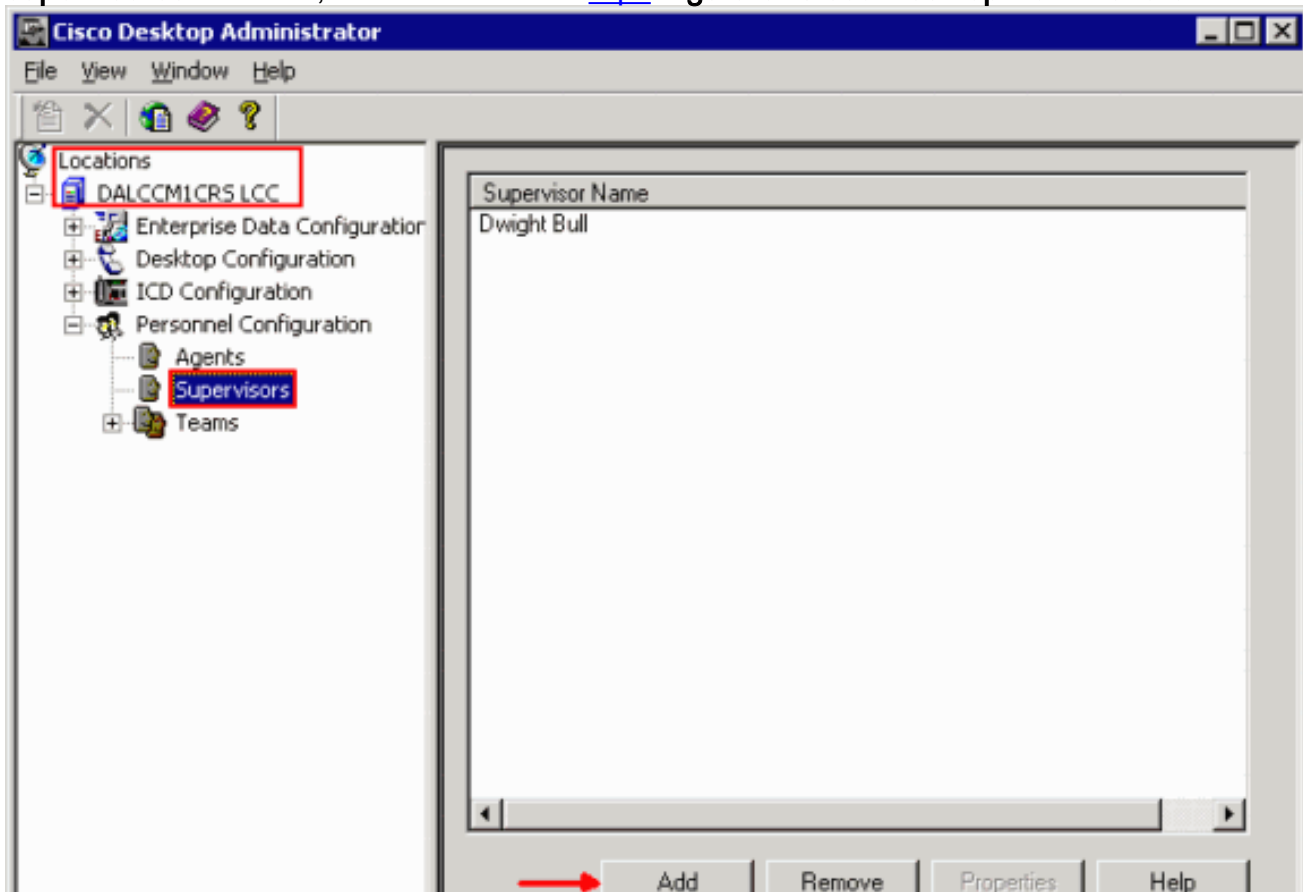 Cisco Desktop Administrator
File View Window Help
Locations
DALCCM1CRS LCC
Enterprise Data Configuration
Desktop Configuration
ICD Configuration
Personnel Configuration
Agents
Supervisors
Teams
Supervisor Name
Dwight Bull
Add Remove Properties Help